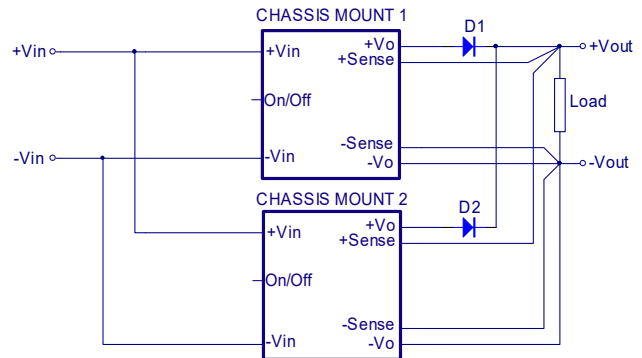 CHASSIS MOUNT 1
D1
+Vin
+Vin
+Vo
+Vout
+Sense
On/Off
Load
-Sense
-Vin
-Vin
-Vo
-Vout
CHASSIS MOUNT 2
D2
+Vin
+Vo
+Sense
On/Off
-Sense
-Vin
-Vo